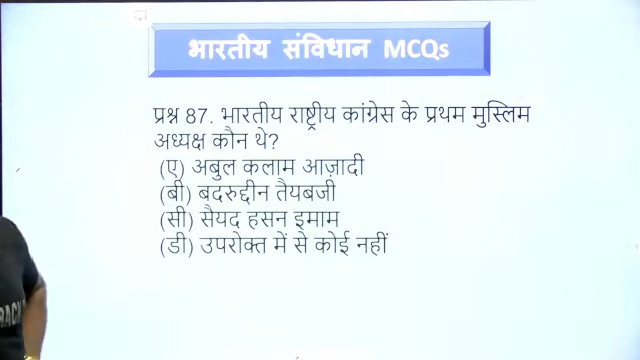 भारतीय संविधान MCQs
प्रश्न 87. भारतीय राष्ट्रीय कांग्रेस के प्रथम मुस्लिम
अध्यक्ष कौन थे?
(ए) अबुल कलाम आज़ादी
(बी) बदरुद्दीन तैयबजी
(सी) सैयद हसन इमाम
(डी) उपरोक्त में से कोई नहीं